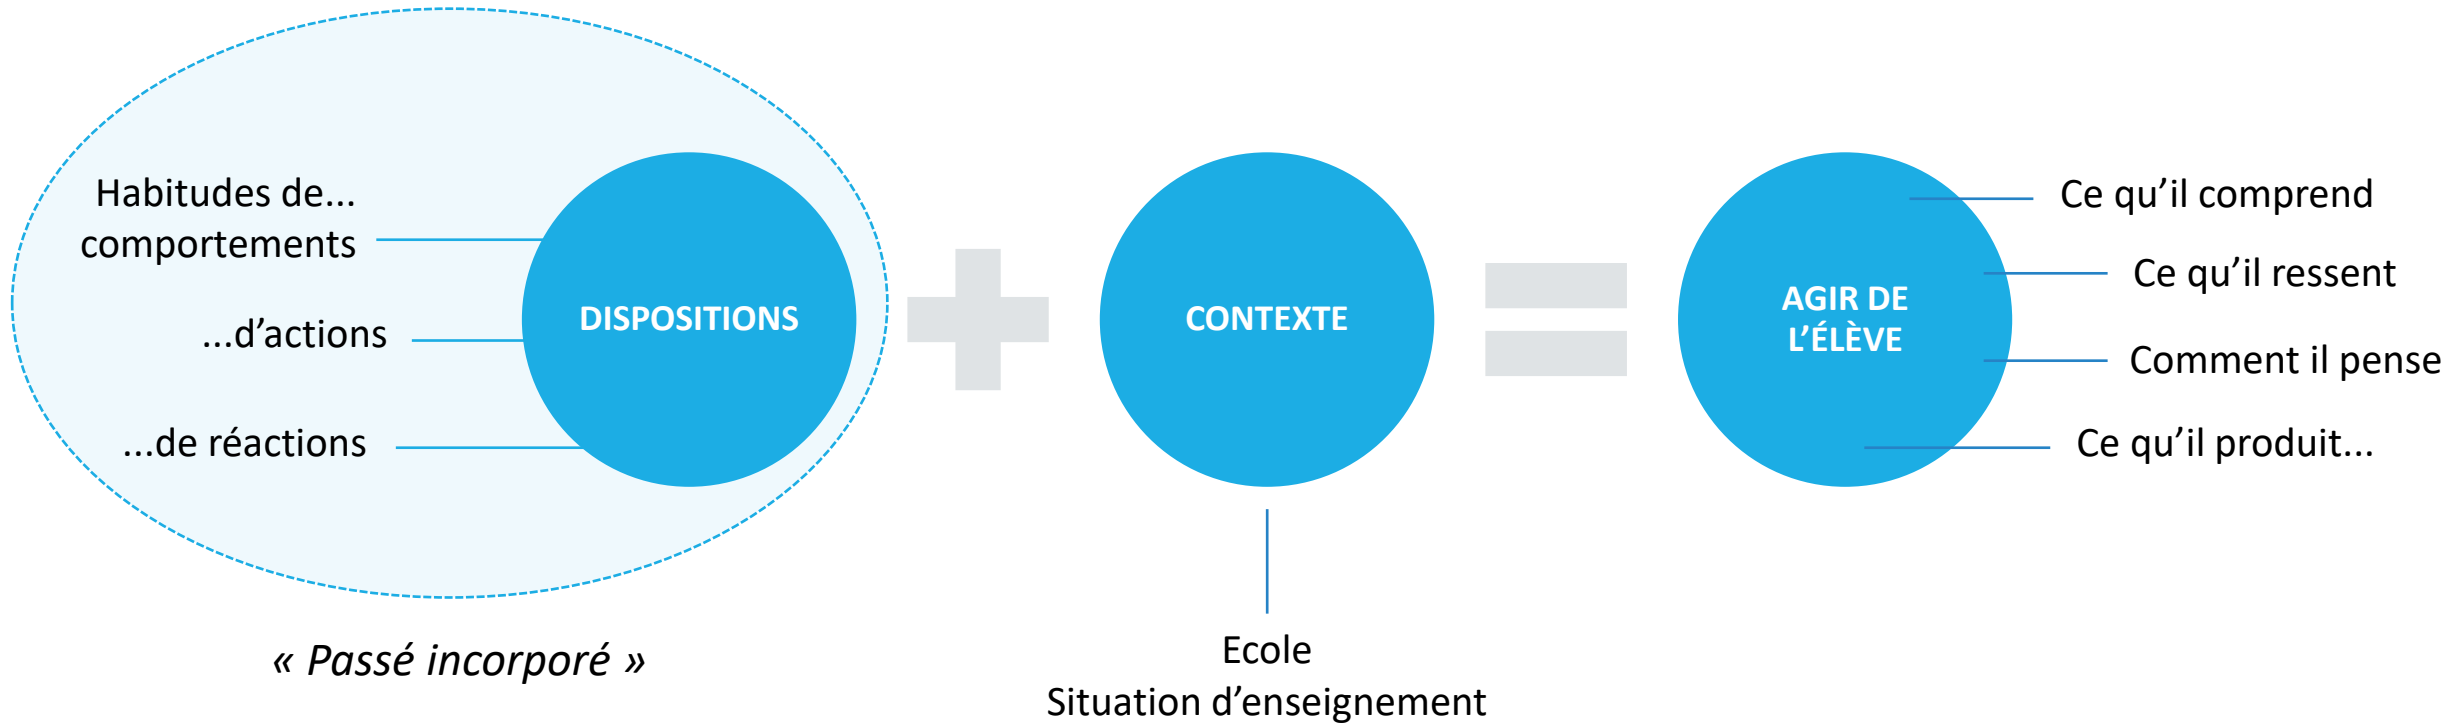 Habitudes de...
comportements
...d’actions
...de réactions
DISPOSITIONS
« Passé incorporé »
CONTEXTE
Ecole
Situation d’enseignement
AGIR DE
L’ÉLÈVE
Ce qu’il comprend
Ce qu’il ressent
Comment il pense
Ce qu’il produit...